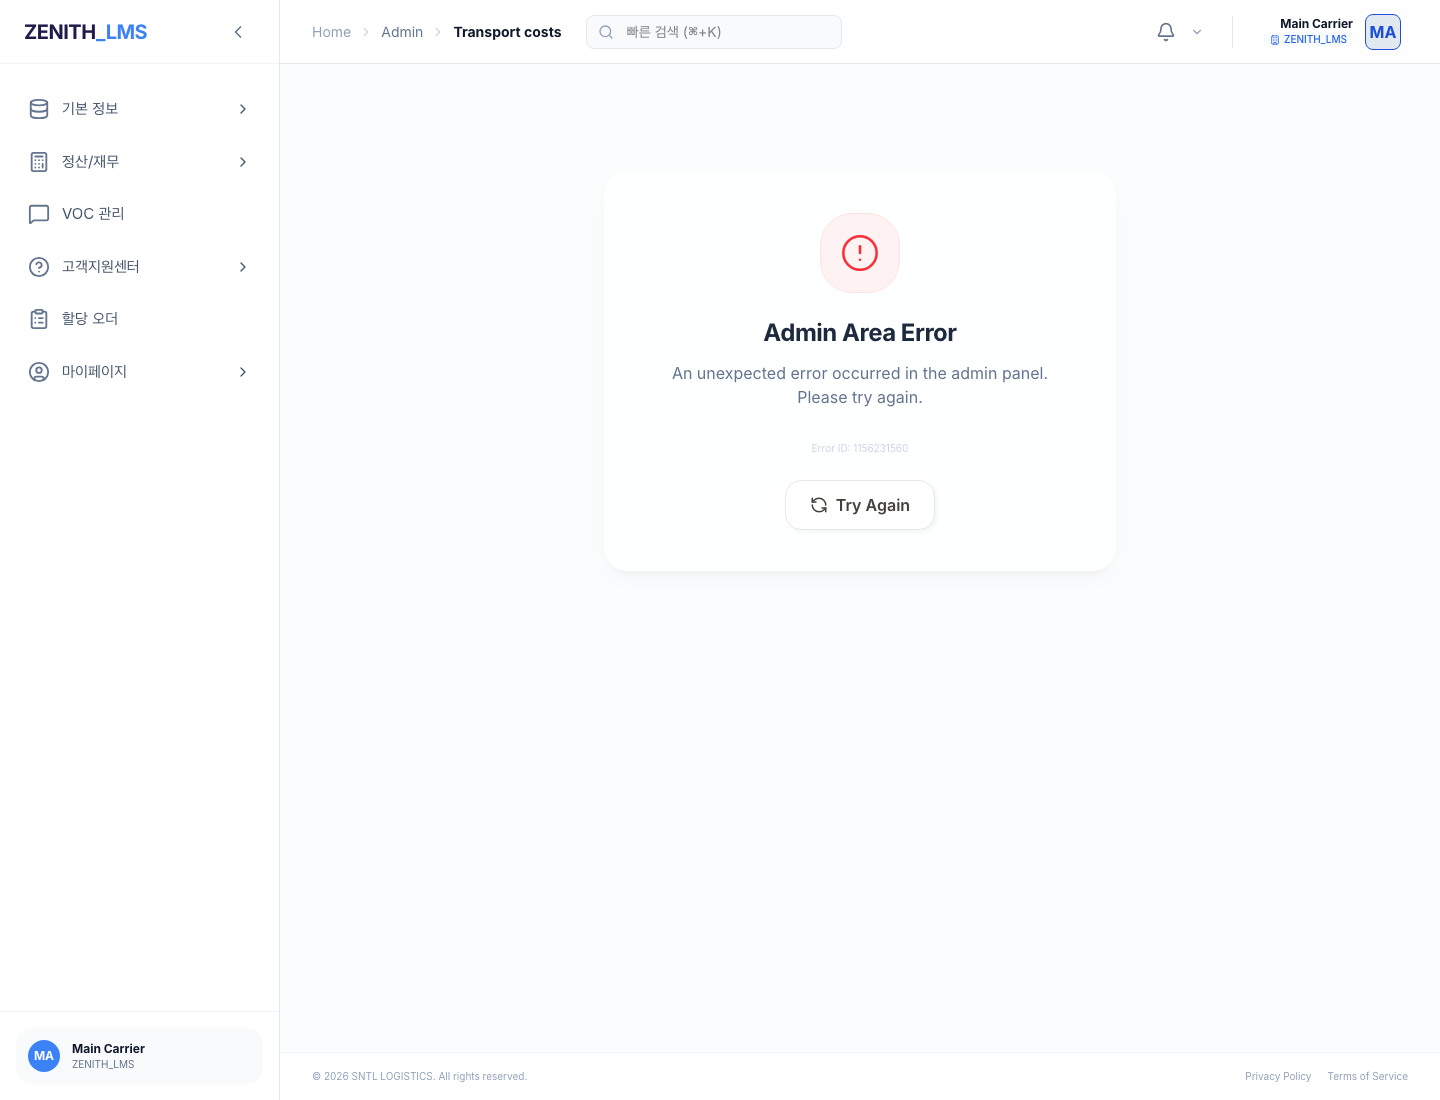 ZENITH_LMS
Home
Admin
Transport costs
빠른 검색 (⌘+K)
Main Carrier
ZENITH_LMS
MA
기본 정보
정산/재무
VOC 관리
고객지원센터
할당 오더
마이페이지
Admin Area Error
An unexpected error occurred in the admin panel.
Please try again.
Error ID: 1156231560
Try Again
MA
Main Carrier
ZENITH_LMS
© 2026 SNTL LOGISTICS. All rights reserved.
Privacy Policy
Terms of Service